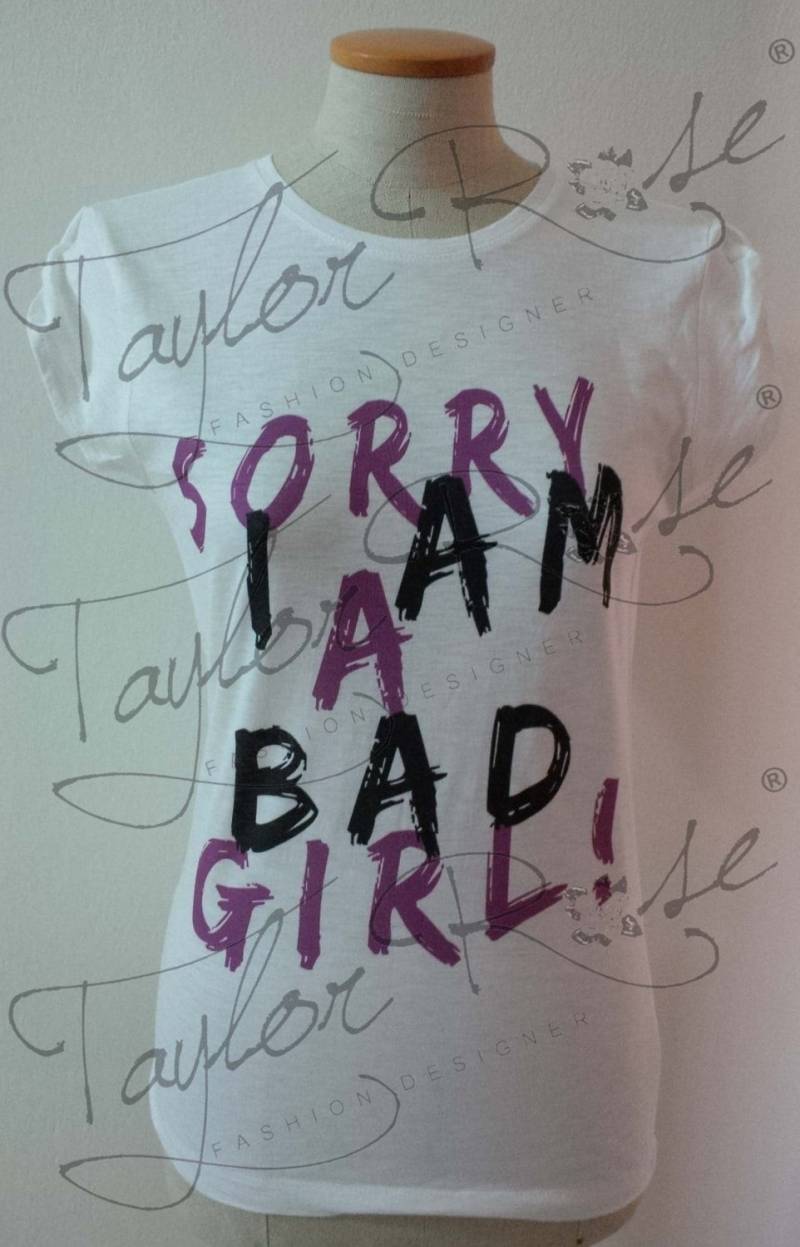 Taylor Rose ®
FASHION DESIGNER
SORRY
I AM
A
BAD
GIRL!
Taylor Rose ®
FASHION DESIGNER
Taylor Rose ®
FASHION DESIGNER